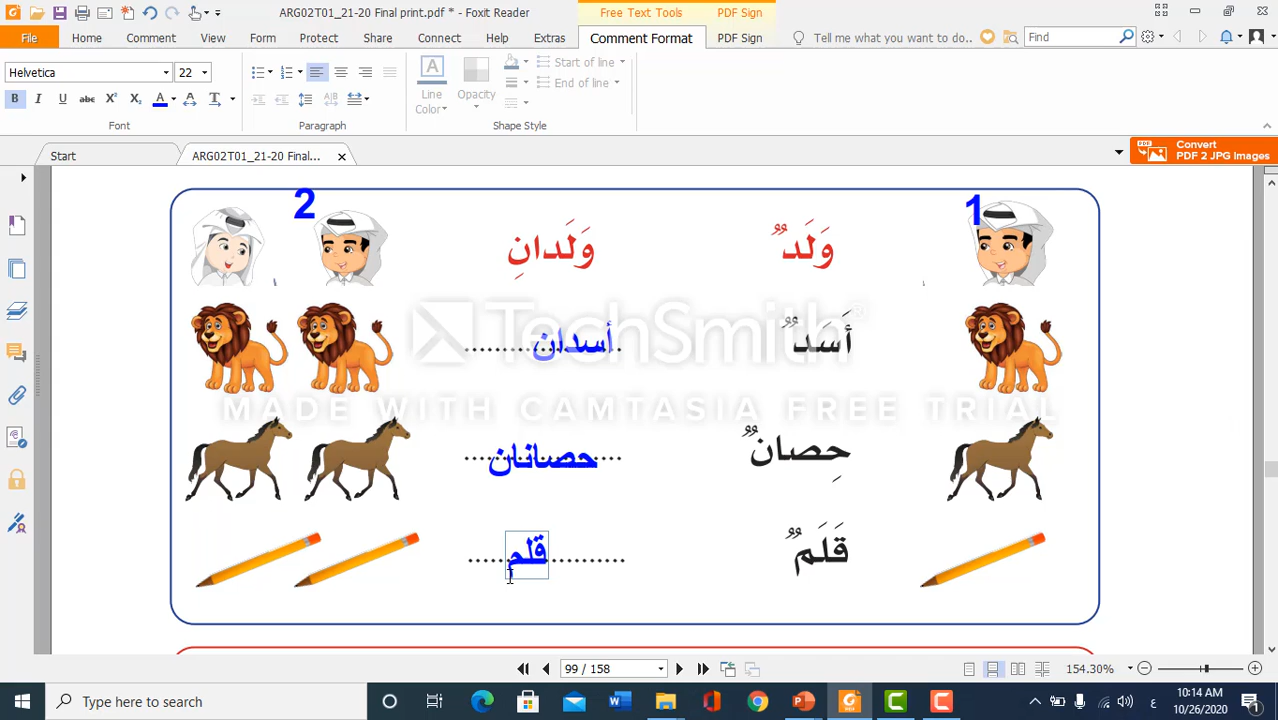 ARG02T01_21-20 Final print.pdf * - Foxit Reader
Free Text Tools
PDF Sign
File
Home
Comment
View
Form
Protect
Share
Connect
Help
Extras
Comment Format
PDF Sign
Tell me what you want to do..
Find
Helvetica
22
Start of line
End of line
Line Color
Opacity
Font
Paragraph
Shape Style
Start
ARG02T01_21-20 Final...
Convert
PDF 2 JPG Images
1
2
وَلَدٌ
وَلَدانِ
أَسَدٌ
أسدان
حِصانٌ
حصانان
قَلَمٌ
قلم
TechSmith®
MADE WITH CAMTASIA FREE TRIAL
99 / 158
154.30%
Type here to search
ع
10:14 AM
10/26/2020